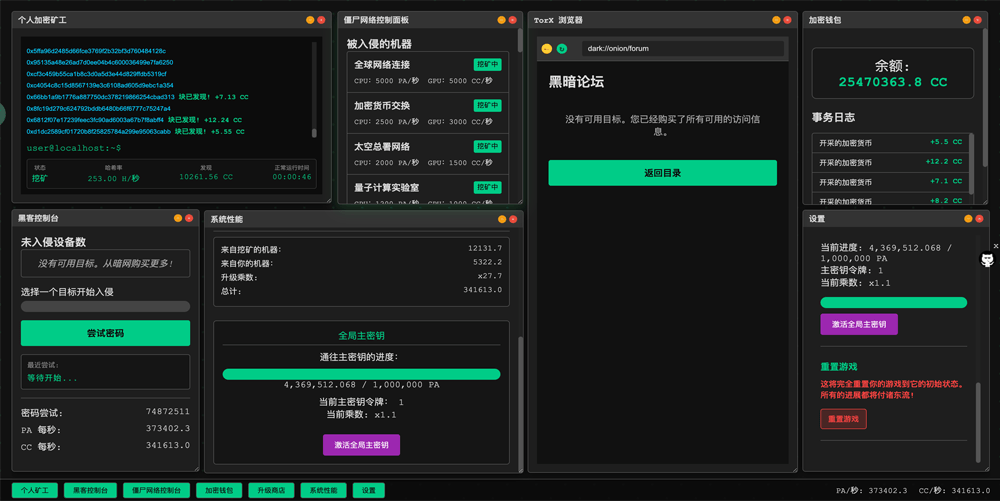 个人加密矿工
0x5ffa96d2485d66fce3769f2b32bf3d760484128c
0x95135a48e26ad7d0ee04b4c600036499e7fa6250
0xcf3c459b55ca1b8c3d0a5d3e44d829ffdb5319cf
0xc4054c8c15d8567139e3c6108ad605d9ebc1a354
0x66bb1a9b1776a887750dc378219866254cbad313 块已发现! +7.13 CC
0x8fc19d279c624792bddb6480b66f6777c75247a4
0x6812f07e17239feec3fc90ad6003a67b7f8abff4 块已发现! +12.24 CC
0xd1dc2589cf01720b8f25825784a299e95063cabb 块已发现! +5.55 CC
user@localhost:~$
状态 哈希率 发现 正常运行时间
挖矿 253.00 H/秒 10261.56 CC 00:00:46
僵尸网络控制面板
被入侵的机器
全球网络连接 挖矿中
CPU: 5000 PA/秒 GPU: 5000 CC/秒
加密货币交换 挖矿中
CPU: 2500 PA/秒 GPU: 3000 CC/秒
太空总署网络 挖矿中
CPU: 2000 PA/秒 GPU: 1500 CC/秒
量子计算实验室 挖矿中
TorX 浏览器
dark://onion/forum
黑暗论坛
没有可用目标。您已经购买了所有可用的访问信
息。
返回目录
加密钱包
余额:
25470363.8 CC
事务日志
开采的加密货币 +5.5 CC
开采的加密货币 +12.2 CC
开采的加密货币 +7.1 CC
开采的加密货币 +8.2 CC
黑客控制台
未入侵设备数
没有可用目标。从暗网购买更多!
选择一个目标开始入侵
尝试密码
最近尝试:
等待开始...
密码尝试: 74872511
PA 每秒: 373402.3
CC 每秒: 341613.0
系统性能
来自挖矿的机器: 12131.7
来自你的机器: 5322.2
升级乘数: x27.7
总计: 341613.0
全局主密钥
通往主密钥的进度:
4,369,512.068 / 1,000,000 PA
当前主密钥令牌: 1
当前乘数: x1.1
激活全局主密钥
设置
当前进度: 4,369,512.068 /
1,000,000 PA
主密钥令牌: 1
当前乘数: x1.1
激活全局主密钥
重置游戏
这将完全重置你的游戏到它的初始状态。
所有的进展都将付诸东流!
重置游戏
X
个人矿工 黑客控制台 僵尸网络控制台 加密钱包 升级商店 系统性能 设置 PA/秒: 373402.3 CC/秒: 341613.0